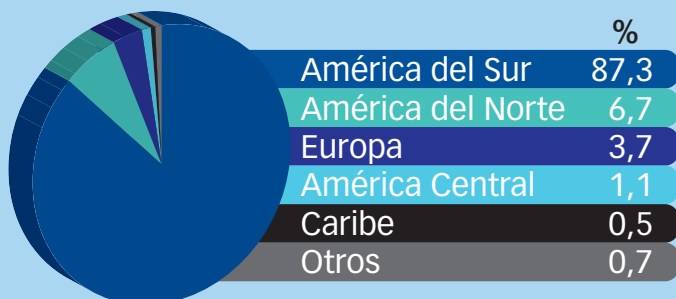 %
América del Sur 87,3
América del Norte 6,7
Europa 3,7
América Central 1,1
Caribe 0,5
Otros 0,7